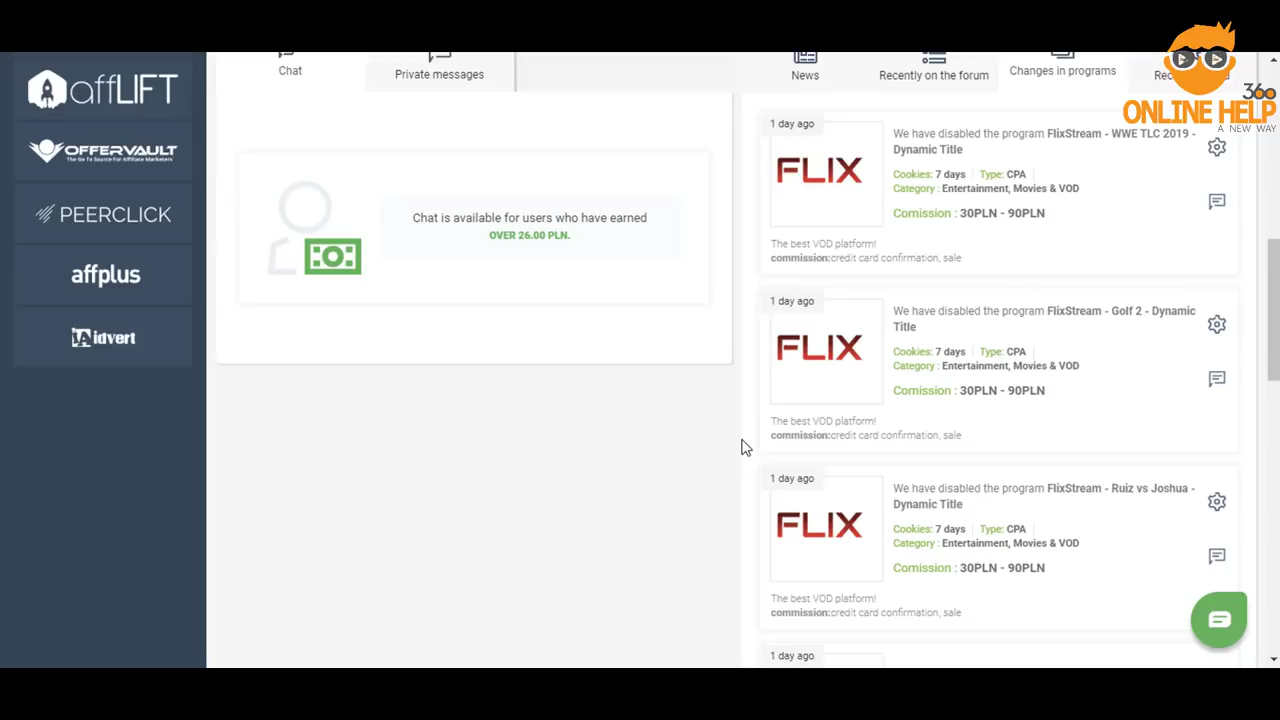 affLIFT
OFFERVAULT
The Go To Source For Affiliate Marketers
PEERCLICK
affplus
idvert
Chat
Private messages
Chat is available for users who have earned
OVER 26.00 PLN.
News
Recently on the forum
Changes in programs
360
ONLINE HELP
A NEW WAY
1 day ago
FLIX
We have disabled the program FlixStream - WWE TLC 2019 -
Dynamic Title
Cookies: 7 days Type: CPA
Category : Entertainment, Movies & VOD
Comission : 30PLN - 90PLN
The best VOD platform!
commission:credit card confirmation, sale
1 day ago
FLIX
We have disabled the program FlixStream - Golf 2 - Dynamic
Title
Cookies: 7 days Type: CPA
Category : Entertainment, Movies & VOD
Comission : 30PLN - 90PLN
The best VOD platform!
commission:credit card confirmation, sale
1 day ago
FLIX
We have disabled the program FlixStream - Ruiz vs Joshua -
Dynamic Title
Cookies: 7 days Type: CPA
Category : Entertainment, Movies & VOD
Comission : 30PLN - 90PLN
The best VOD platform!
commission:credit card confirmation, sale
1 day ago